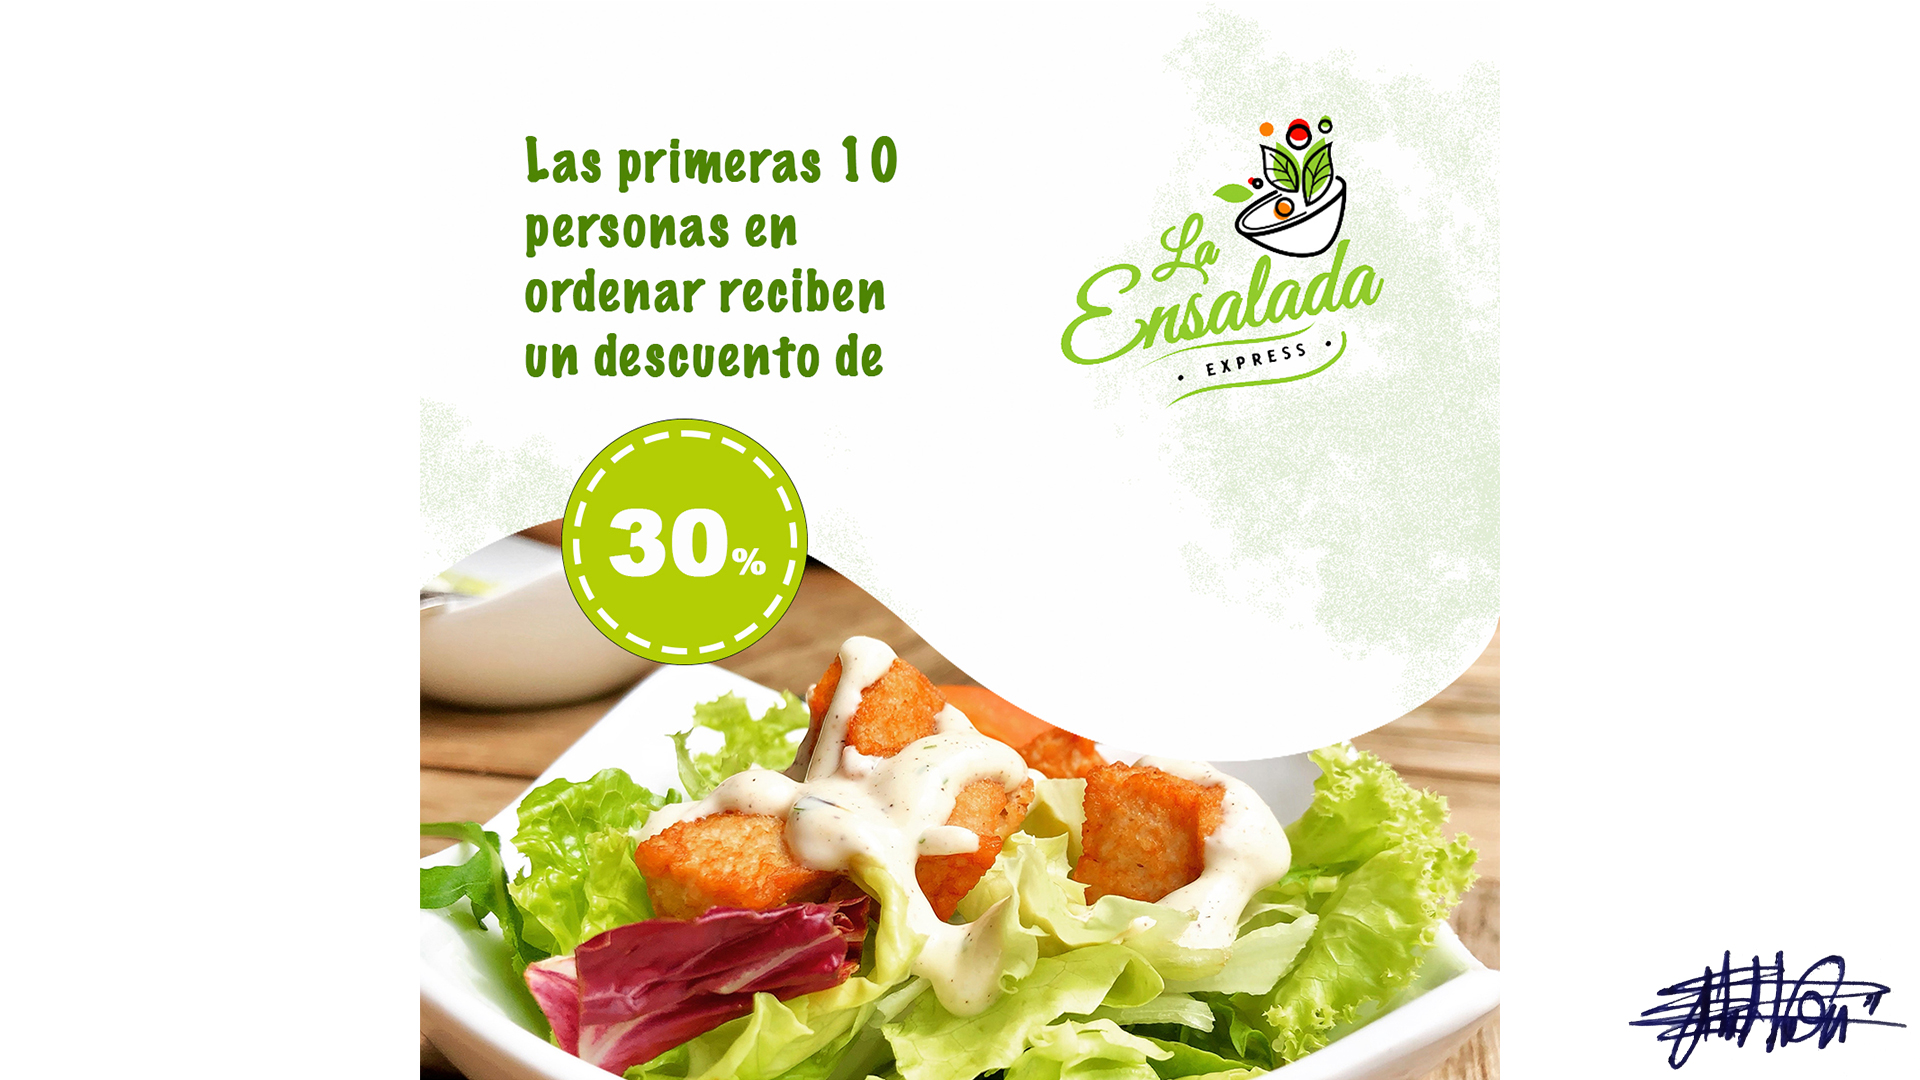 Las primeras 10
personas en
ordenar reciben
un descuento de
30%
La
Ensalada
• EXPRESS •